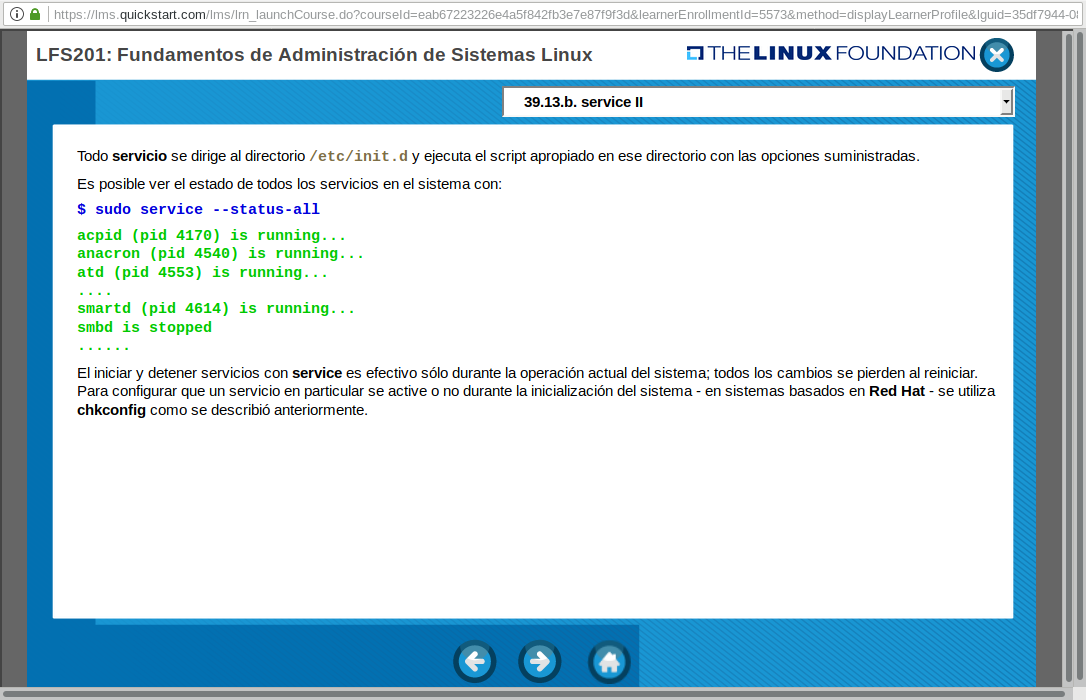 https://lms.quickstart.com/lms/lrn_launchCourse.do?courseId=eab67223226e4a5f842fb3e7e87f9f3d&learnerEnrollmentId=5573&method=displayLearnerProfile&lguid=35df7944-0
LFS201: Fundamentos de Administración de Sistemas Linux
THE LINUX FOUNDATION
39.13.b. service II
Todo servicio se dirige al directorio /etc/init.d y ejecuta el script apropiado en ese directorio con las opciones suministradas.
Es posible ver el estado de todos los servicios en el sistema con:
$ sudo service --status-all
acpid (pid 4170) is running...
anacron (pid 4540) is running...
atd (pid 4553) is running...
....
smartd (pid 4614) is running...
smbd is stopped
......
El iniciar y detener servicios con service es efectivo sólo durante la operación actual del sistema; todos los cambios se pierden al reiniciar.
Para configurar que un servicio en particular se active o no durante la inicialización del sistema - en sistemas basados en Red Hat - se utiliza
chkconfig como se describió anteriormente.